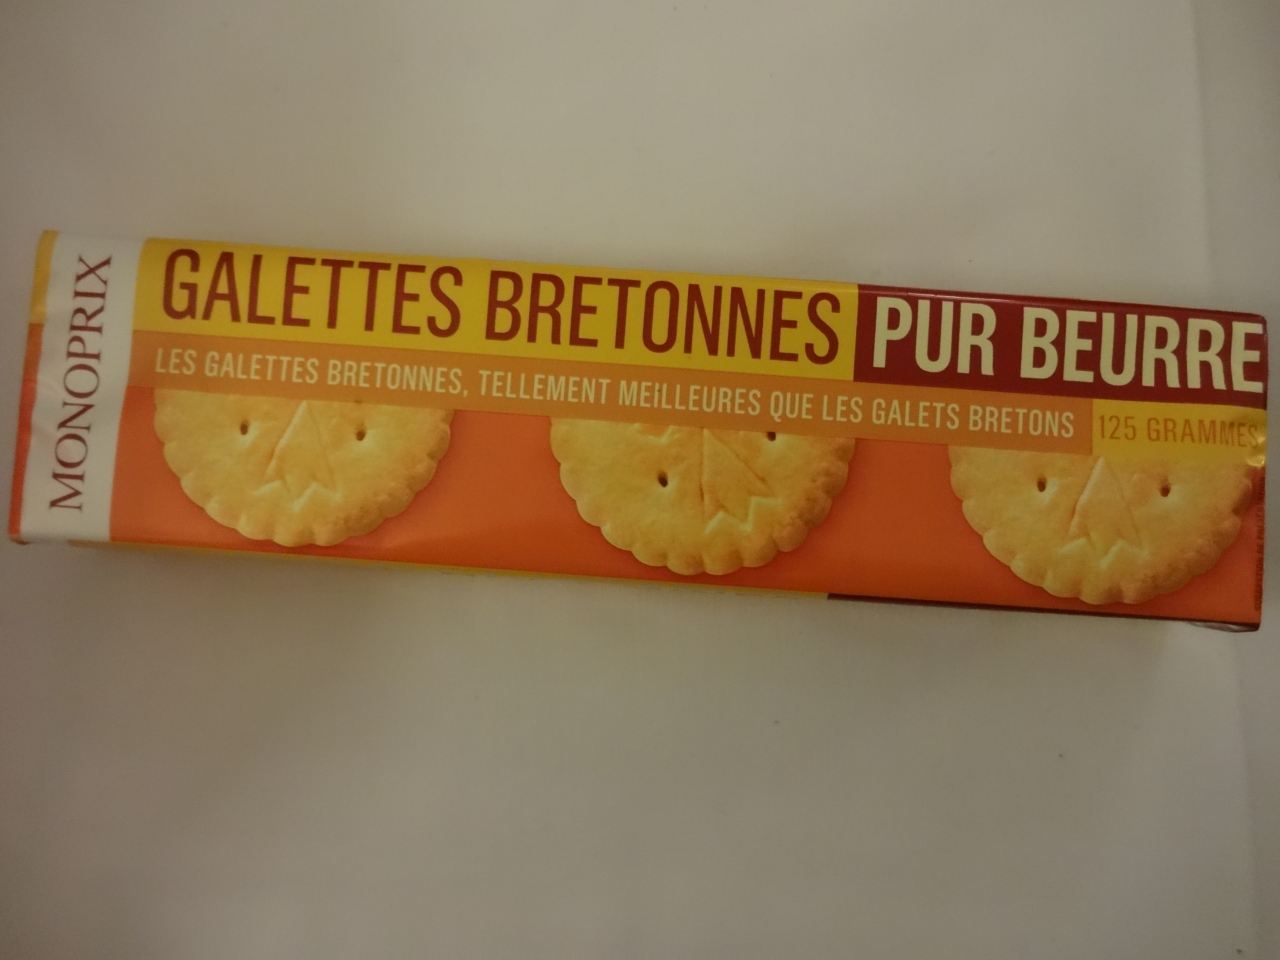 MONOPRIX
GALETTES BRETONNES PUR BEURRE
LES GALETTES BRETONNES, TELLEMENT MEILLEURES QUE LES GALETS BRETONS
125 GRAMMES